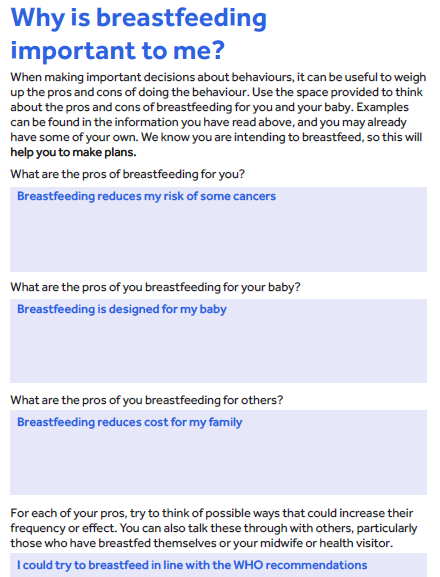 Why is breastfeeding
important to me?
When making important decisions about behaviours, it can be useful to weigh
up the pros and cons of doing the behaviour. Use the space provided to think
about the pros and cons of breastfeeding for you and your baby. Examples
can be found in the information you have read above, and you may already
have some of your own. We know you are intending to breastfeed, so this will
help you to make plans.
What are the pros of breastfeeding for you?
Breastfeeding reduces my risk of some cancers
What are the pros of you breastfeeding for your baby?
Breastfeeding is designed for my baby
What are the pros of you breastfeeding for others?
Breastfeeding reduces cost for my family
For each of your pros, try to think of possible ways that could increase their
frequency or effect. You can also talk these through with others, particularly
those who have breastfed themselves or your midwife or health visitor.
I could try to breastfeed in line with the WHO recommendations